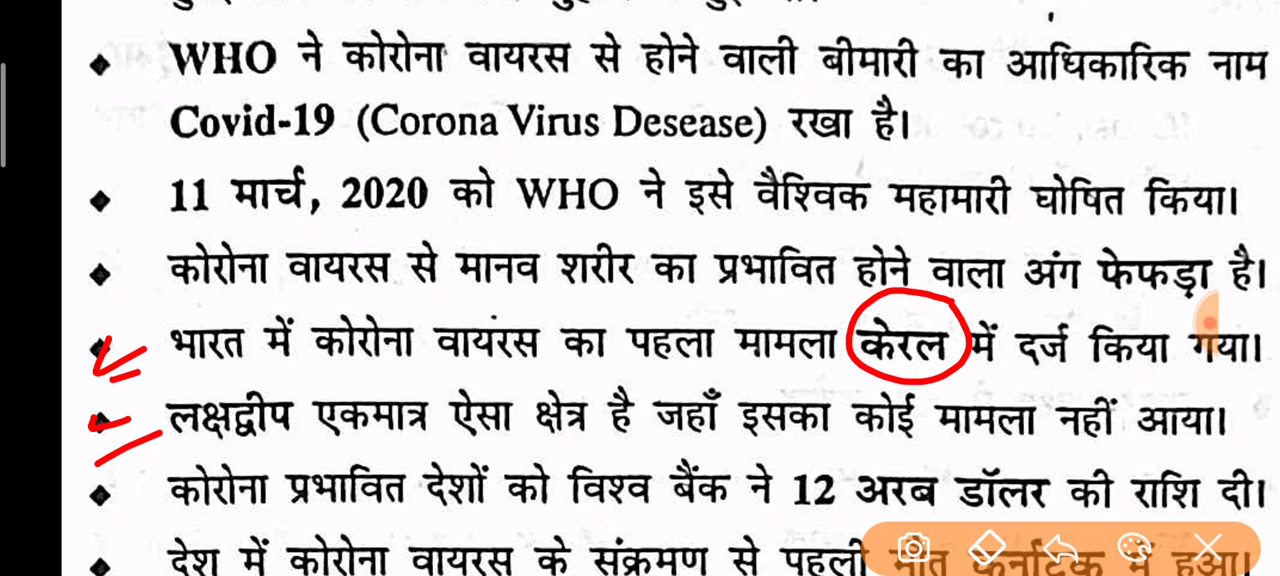 WHO ने कोरोना वायरस से होने वाली बीमारी का आधिकारिक नाम
Covid-19 (Corona Virus Desease) रखा है।
11 मार्च, 2020 को WHO ने इसे वैश्विक महामारी घोषित किया।
कोरोना वायरस से मानव शरीर का प्रभावित होने वाला अंग फेफड़ा है।
भारत में कोरोना वायरस का पहला मामला केरल में दर्ज किया गया।
लक्षद्वीप एकमात्र ऐसा क्षेत्र है जहाँ इसका कोई मामला नहीं आया।
कोरोना प्रभावित देशों को विश्व बैंक ने 12 अरब डॉलर की राशि दी।
देश में कोरोना वायरस के संक्रमण से पहली मौत कर्नाटक में हुआ।